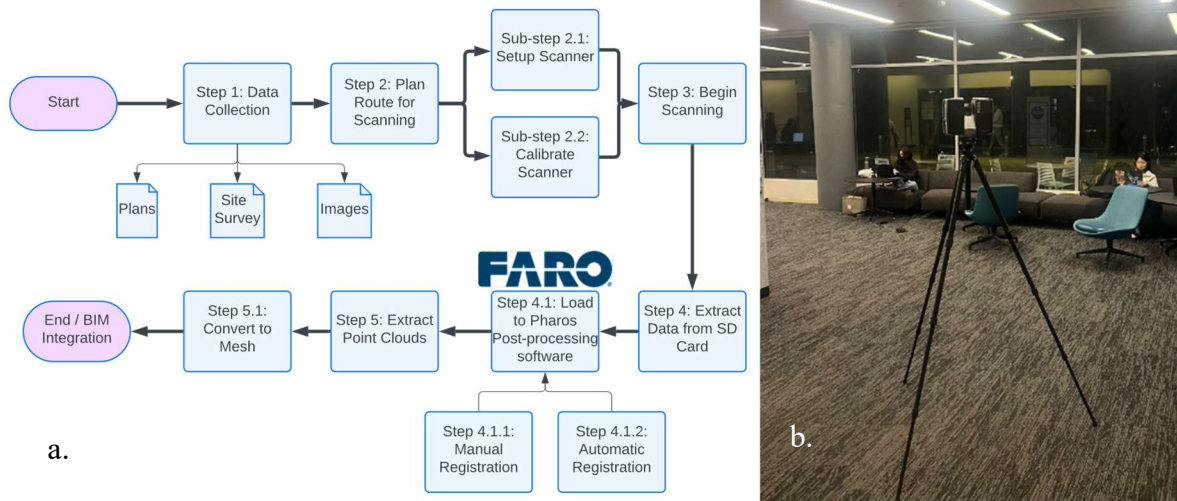 Start
Step 1: Data
Collection
Step 2: Plan
Route for
Scanning
Sub-step 2.1:
Setup Scanner
Sub-step 2.2:
Calibrate
Scanner
Step 3: Begin
Scanning
Plans
Site
Survey
Images
FARO
End / BIM
Integration
Step 5.1:
Convert to
Mesh
Step 5: Extract
Point Clouds
Step 4.1: Load
to Pharos
Post-processing
software
Step 4: Extract
Data from SD
Card
Step 4.1.1:
Manual
Registration
Step 4.1.2:
Automatic
Registration
a.
b.